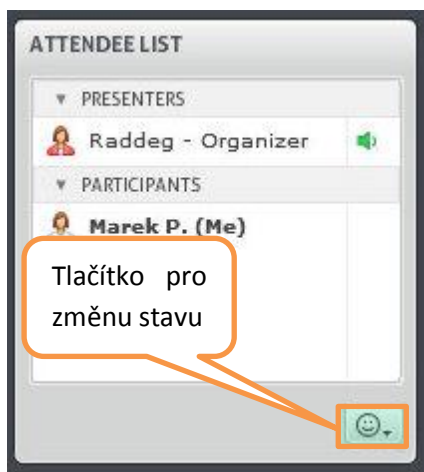 ATTENDEE LIST
PRESENTERS
Raddeg - Organizer
PARTICIPANTS
Marek P. (Me)
Tlačítko pro
změnu stavu